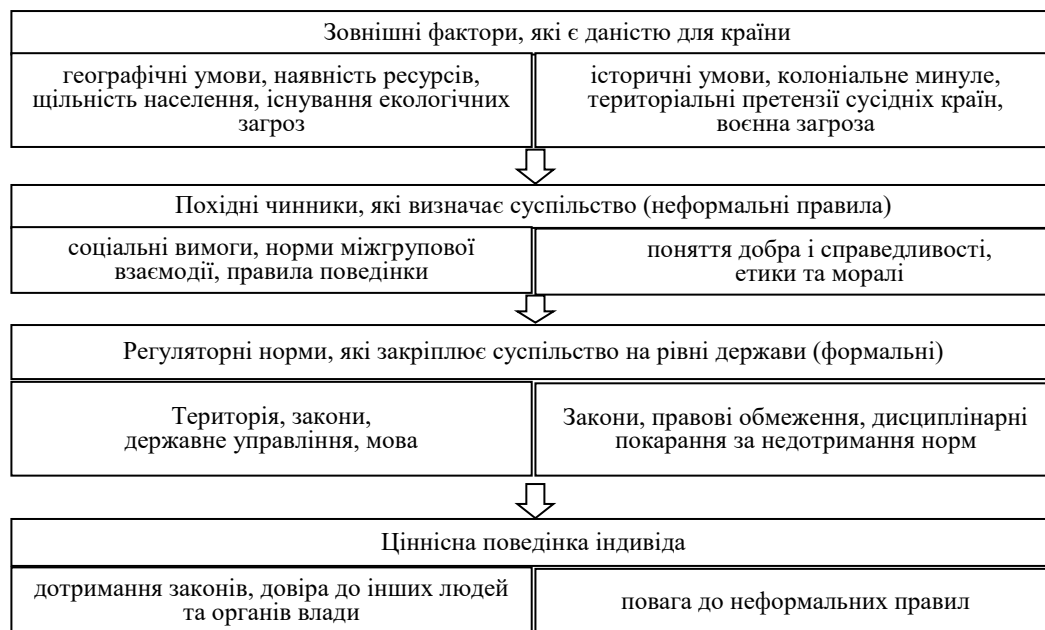 Зовнішні фактори, які є даністю для країни
географічні умови, наявність ресурсів,
щільність населення, існування екологічних
загроз
історичні умови, колоніальне минуле,
територіальні претензії сусідніх країн,
воєнна загроза
Похідні чинники, які визначає суспільство (неформальні правила)
соціальні вимоги, норми міжгрупової
взаємодії, правила поведінки
поняття добра і справедливості,
етики та моралі
Регуляторні норми, які закріплює суспільство на рівні держави (формальні)
Територія, закони,
державне управління, мова
Закони, правові обмеження, дисциплінарні
покарання за недотримання норм
Ціннісна поведінка індивіда
дотримання законів, довіра до інших людей
та органів влади
повага до неформальних правил